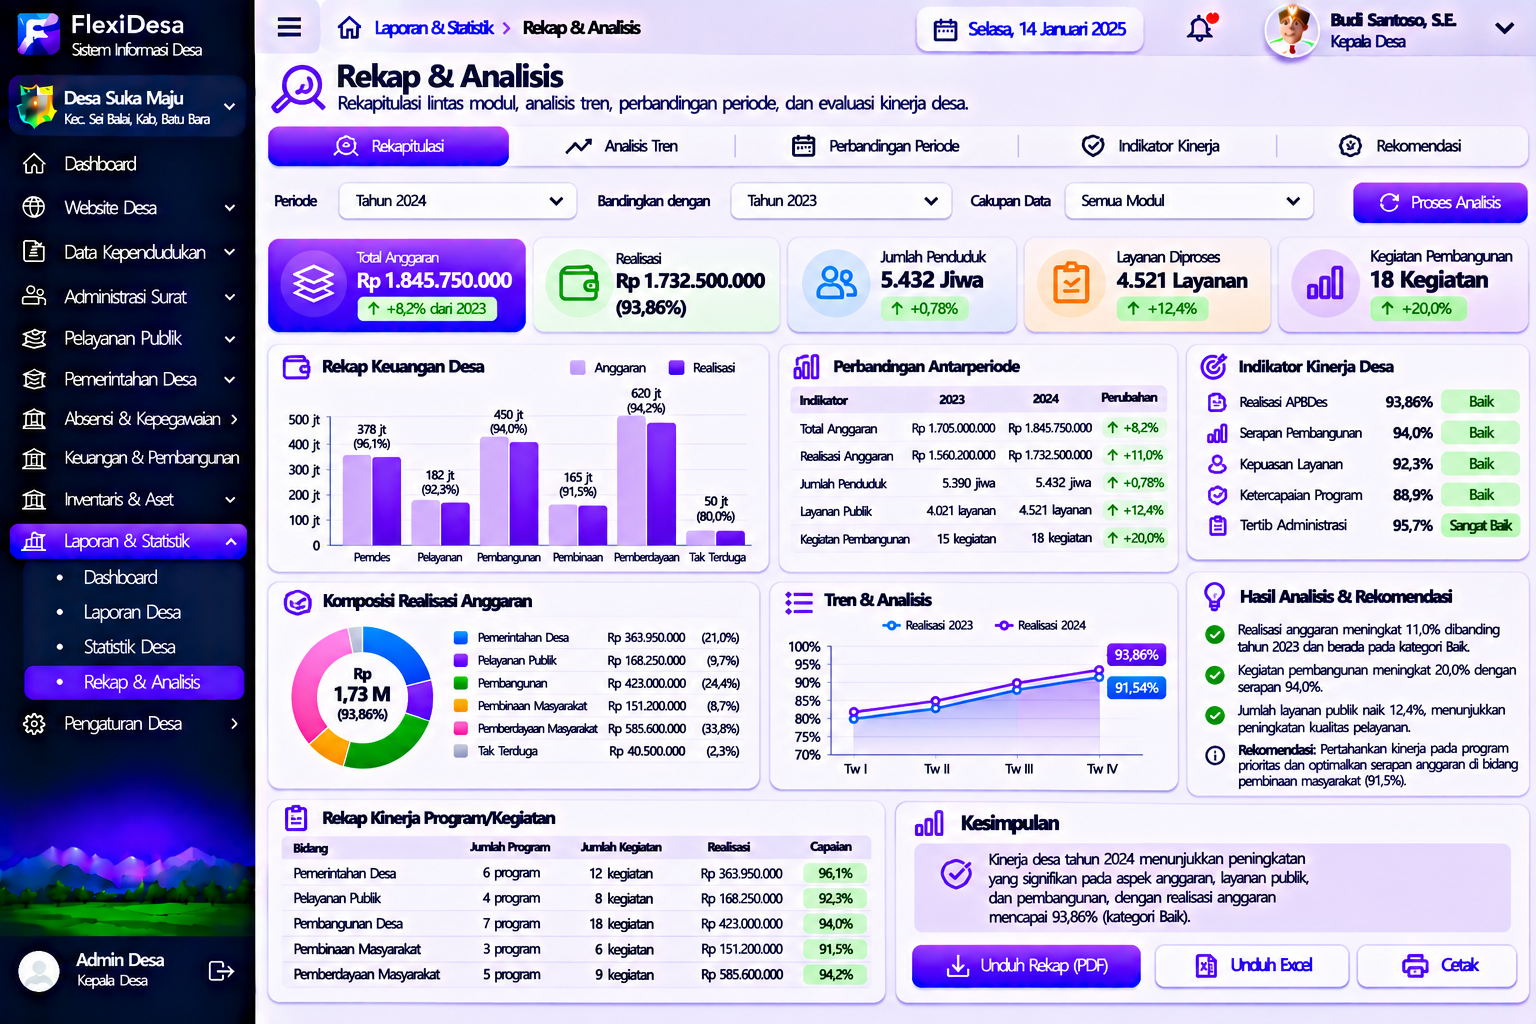 FlexiDesa
Sistem Informasi Desa
Desa Suka Maju
Kec. Sei Balai, Kab, Batu Bara
Dashboard
Website Desa
Data Kependudukan
Administrasi Surat
Pelayanan Publik
Pemerintahan Desa
Absensi & Kepegawaian
Keuangan & Pembangunan
Inventaris & Aset
Laporan & Statistik
• Dashboard
• Laporan Desa
• Statistik Desa
• Rekap & Analisis
Pengaturan Desa
Admin Desa
Kepala Desa
Laporan & Statistik > Rekap & Analisis
Selasa, 14 Januari 2025
Budi Santoso, S.E.
Kepala Desa
Rekap & Analisis
Rekapitulasi lintas modul, analisis tren, perbandingan periode, dan evaluasi kinerja desa.
Rekapitulasi
Analisis Tren
Perbandingan Periode
Indikator Kinerja
Rekomendasi
Periode
Tahun 2024
Bandingkan dengan
Tahun 2023
Cakupan Data
Semua Modul
Proses Analisis
Total Anggaran
Rp 1.845.750.000
↑ +8,2% dari 2023
Realisasi
Rp 1.732.500.000
(93,86%)
Jumlah Penduduk
5.432 Jiwa
↑ +0,78%
Layanan Diproses
4.521 Layanan
↑ +12,4%
Kegiatan Pembangunan
18 Kegiatan
↑ +20,0%
Rekap Keuangan Desa
Anggaran Realisasi
500 jt
400 jt
300 jt
200 jt
100 jt
0
378 jt
(96,1%)
182 jt
(92,3%)
450 jt
(94,0%)
165 jt
(91,5%)
620 jt
(94,2%)
50 jt
(80,0%)
Pemdes Pelayanan Pembangunan Pembinaan Pemberdayaan Tak Terduga
Perbandngan Antarperiode
Indikator 2023 2024 Perubahan
Total Anggaran Rp 1.705.000.000 Rp 1.845.750.000 ↑ +8,2%
Realisasi Anggaran Rp 1.560.200.000 Rp 1.732.500.000 ↑ +11,0%
Jumlah Penduduk 5.390 jiwa 5.432 jiwa ↑ +0,78%
Layanan Publik 4.021 layanan 4.521 layanan ↑ +12,4%
Kegiatan Pembangunan 15 kegiatan 18 kegiatan ↑ +20,0%
Indikator Kinerja Desa
Realisasi APBDes 93,86% Baik
Serapan Pembangunan 94,0% Baik
Kepuasan Layanan 92,3% Baik
Ketercapaian Program 88,9% Baik
Tertib Administrasi 95,7% Sangat Baik
Komposisi Realisasi Anggaran
Rp
1,73 M
(93,86%)
Pemerintahan Desa Rp 363.950.000 (21,0%)
Pelayanan Publik Rp 168.250.000 (9,7%)
Pembangunan Rp 423.000.000 (24,4%)
Pembinaan Masyarakat Rp 151.200.000 (8,7%)
Pemberdayaan Masyarakat Rp 585.600.000 (33,8%)
Tak Terduga Rp 40.500.000 (2,3%)
Tren & Analisis
Realisasi 2023 Realisasi 2024
100%
95%
90%
85%
80%
75%
70%
93,86%
91,54%
Tw I Tw II Tw III Tw IV
Hasil Analisis & Rekomendasi
Realisasi anggaran meningkat 11,0% dibanding
tahun 2023 dan berada pada kategori Baik.
Kegiatan pembangunan meningkat 20,0% dengan
serapan 94,0%.
Jumlah layanan publik naik 12,4%, menunjukkan
peningkatan kualitas pelayanan.
Rekomendasi: Pertahankan kinerja pada program
prioritas dan optimalkan serapan anggaran di bidang
pembinaan masyarakat (91,5%).
Rekap Kinerja Program/Kegiatan
Bidang Jumlah Program Jumlah Kegiatan Realisasi Capaian
Pemerintahan Desa 6 program 12 kegiatan Rp 363.950.000 96,1%
Pelayanan Publik 4 program 8 kegiatan Rp 168.250.000 92,3%
Pembangunan Desa 7 program 18 kegiatan Rp 423.000.000 94,0%
Pembinaan Masyarakat 3 program 6 kegiatan Rp 151.200.000 91,5%
Pemberdayaan Masyarakat 5 program 9 kegiatan Rp 585.600.000 94,2%
Kesimpulan
Kinerja desa tahun 2024 menunjukkan peningkatan
yang signifikan pada aspek anggaran, layanan publik,
dan pembangunan, dengan realisasi anggaran
mencapai 93,86% (kategori Baik).
Unduh Rekap (PDF)
Unduh Excel
Cetak